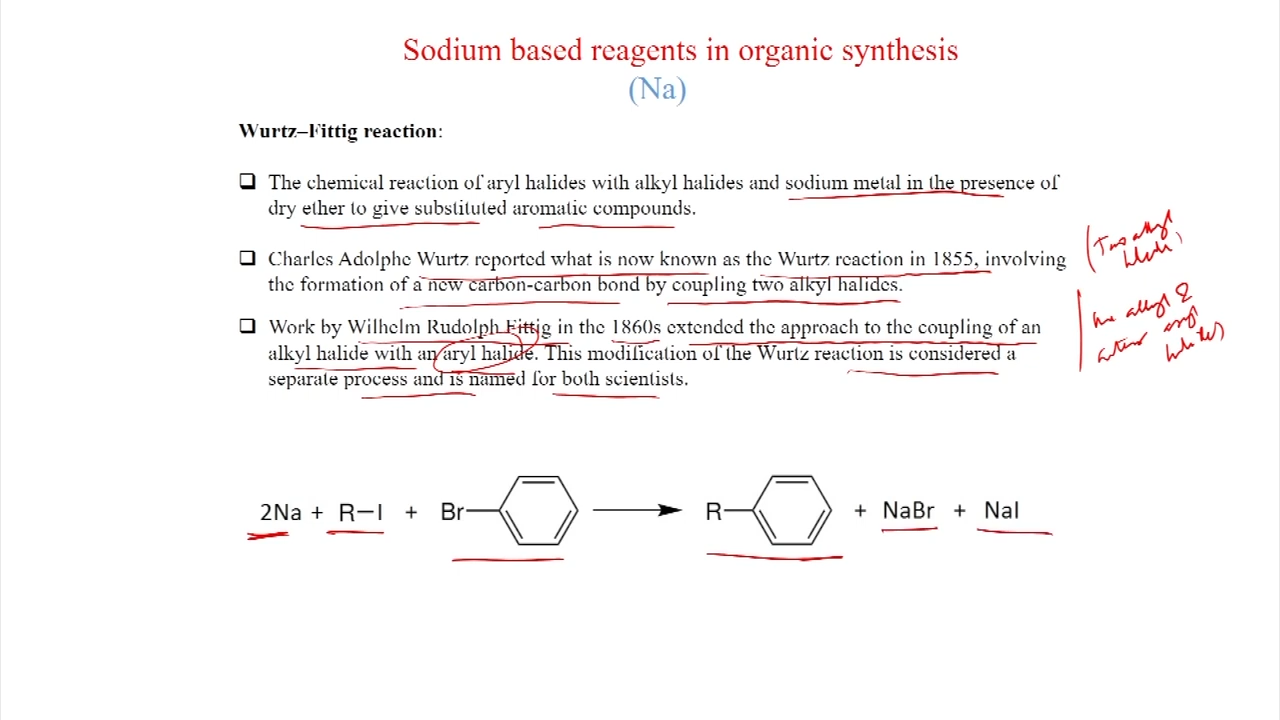 Sodium based reagents in organic synthesis
(Na)
Wurtz–Fittig reaction:
The chemical reaction of aryl halides with alkyl halides and sodium metal in the presence of
dry ether to give substituted aromatic compounds.
Charles Adolphe Wurtz reported what is now known as the Wurtz reaction in 1855, involving
the formation of a new carbon-carbon bond by coupling two alkyl halides.
(Two alkyl
Work by Wilhelm Rudolph Fittig in the 1860s extended the approach to the coupling of an
alkyl halide with an aryl halide. This modification of the Wurtz reaction is considered a
separate process and is named for both scientists.
alkyl &
aryl
2Na + R–I + Br R + NaBr + NaI